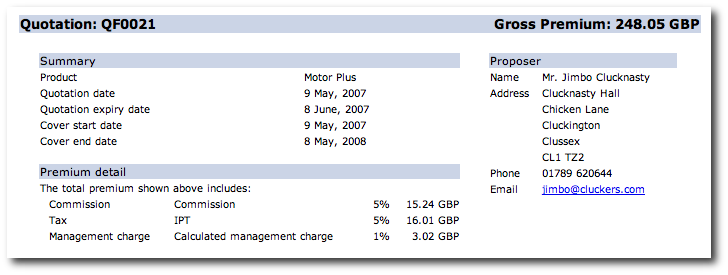 Quotation: QF0021 Gross Premium: 248.05 GBP
Summary
Product Motor Plus
Quotation date 9 May, 2007
Quotation expiry date 8 June, 2007
Cover start date 9 May, 2007
Cover end date 8 May, 2008
Premium detail
The total premium shown above includes:
Commission Commission 5% 15.24 GBP
Tax IPT 5% 16.01 GBP
Management charge Calculated management charge 1% 3.02 GBP
Proposer
Name Mr. Jimbo Clucknasty
Address Clucknasty Hall
Chicken Lane
Cluckington
Clussex
CL1 TZ2
Phone 01789 620644
Email jimbo@cluckers.com